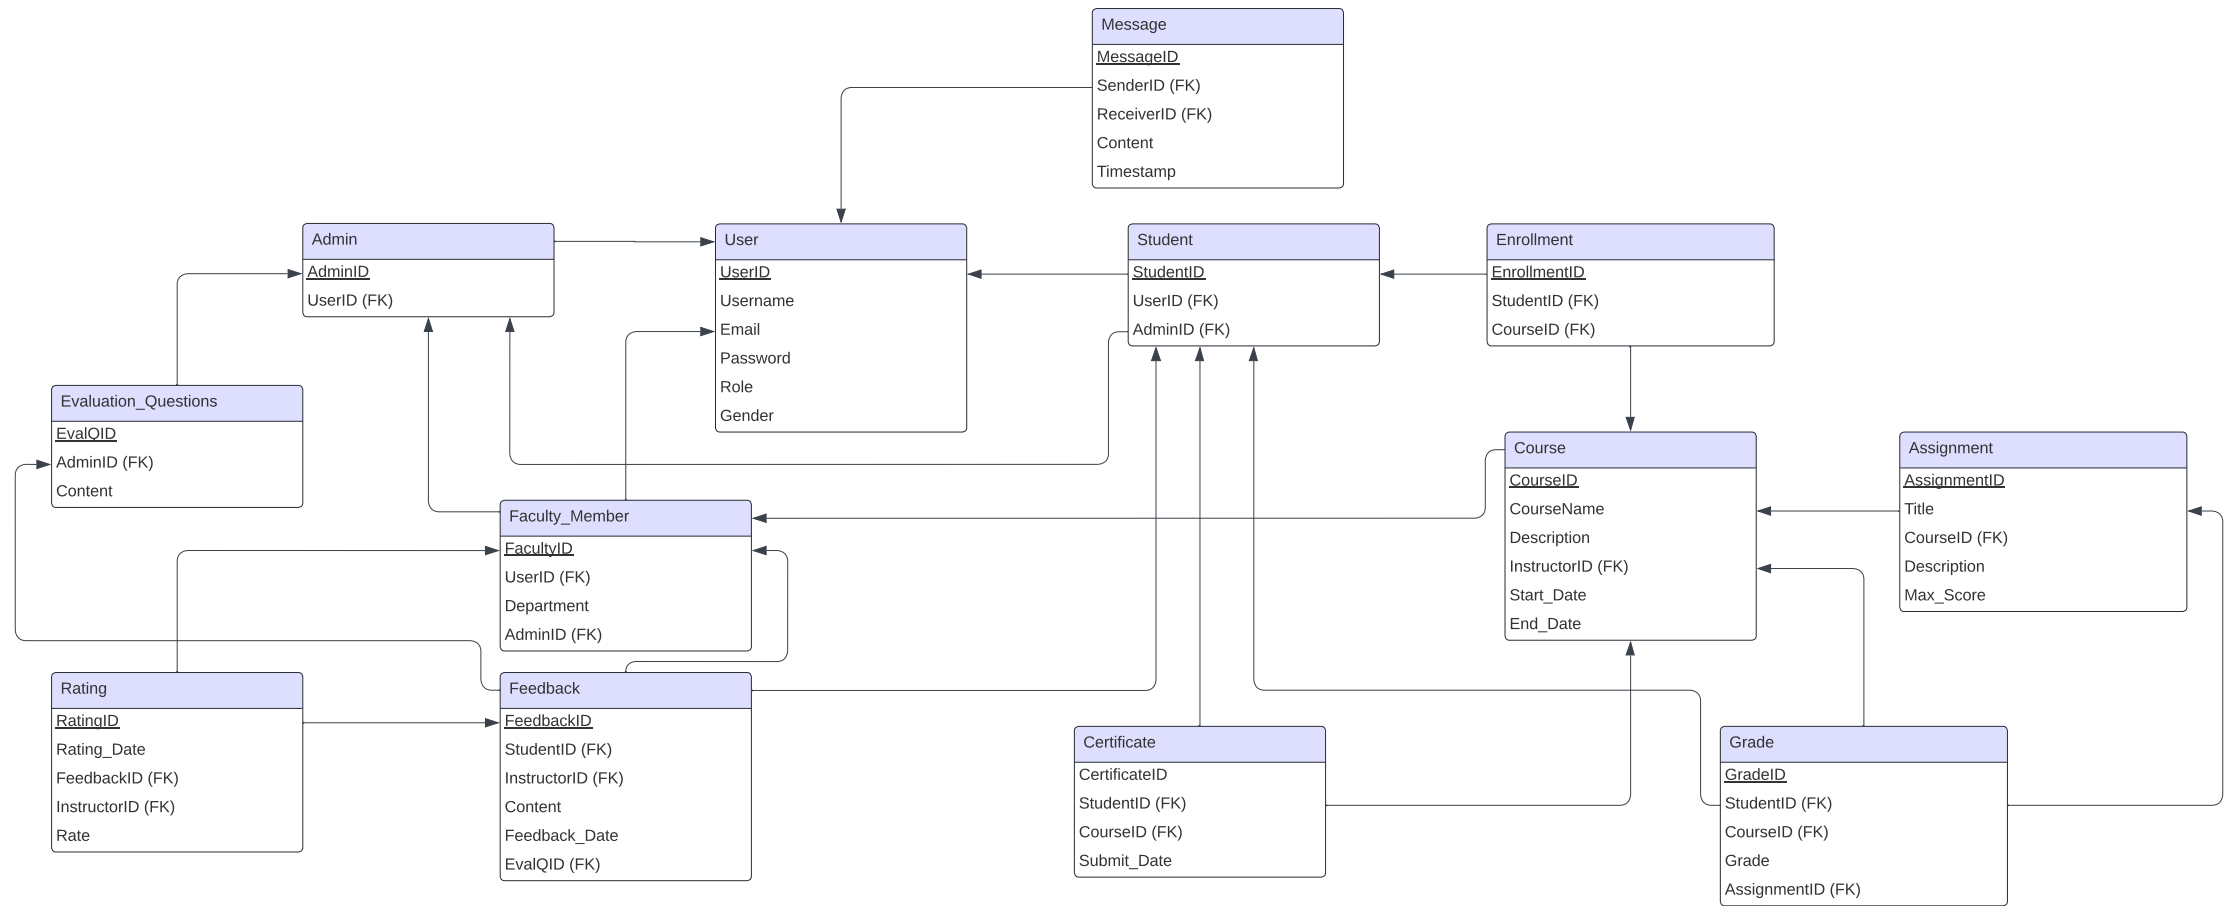 Message
MessageID
SenderID (FK)
ReceiverID (FK)
Content
Timestamp
Admin
AdminID
UserID (FK)
User
UserID
Username
Email
Password
Role
Gender
Student
StudentID
UserID (FK)
AdminID (FK)
Enrollment
EnrollmentID
StudentID (FK)
CourseID (FK)
Evaluation_Questions
EvalQID
AdminID (FK)
Content
Faculty_Member
FacultyID
UserID (FK)
Department
AdminID (FK)
Course
CourseID
CourseName
Description
InstructorID (FK)
Start_Date
End_Date
Assignment
AssignmentID
Title
CourseID (FK)
Description
Max_Score
Rating
RatingID
Rating_Date
FeedbackID (FK)
InstructorID (FK)
Rate
Feedback
FeedbackID
StudentID (FK)
InstructorID (FK)
Content
Feedback_Date
EvalQID (FK)
Certificate
CertificateID
StudentID (FK)
CourseID (FK)
Submit_Date
Grade
GradeID
StudentID (FK)
CourseID (FK)
Grade
AssignmentID (FK)